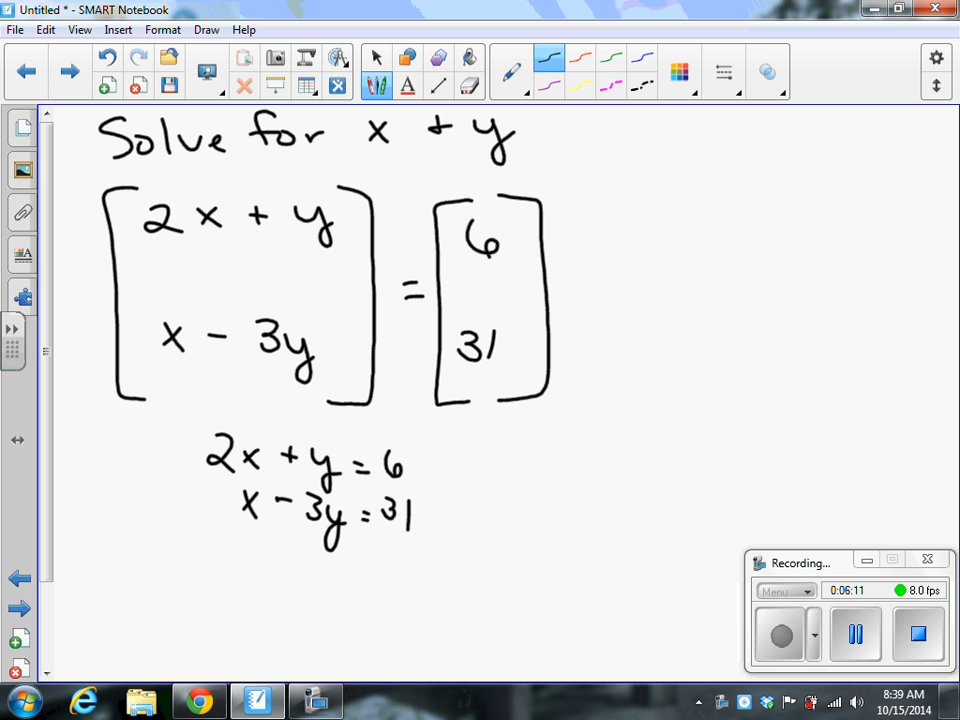 Untitled * - SMART Notebook
File Edit View Insert Format Draw Help
Solve for x + y
2x + y
x - 3y
=
6
31
2x + y = 6
x - 3y = 31
Recording...
Menu
0:06:11
8.0 fps
8:39 AM
10/15/2014